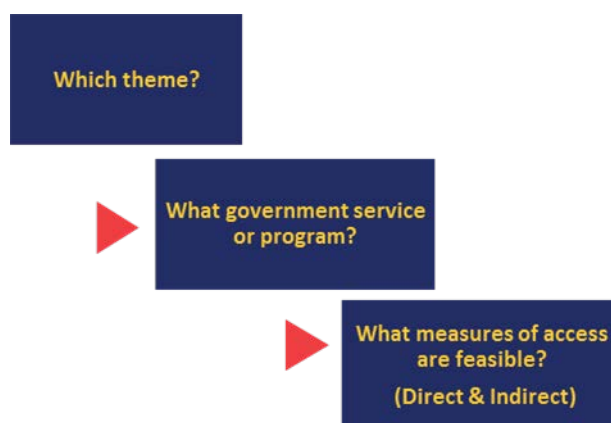 Which theme?
What government service
or program?
What measures of access
are feasible?
(Direct & Indirect)